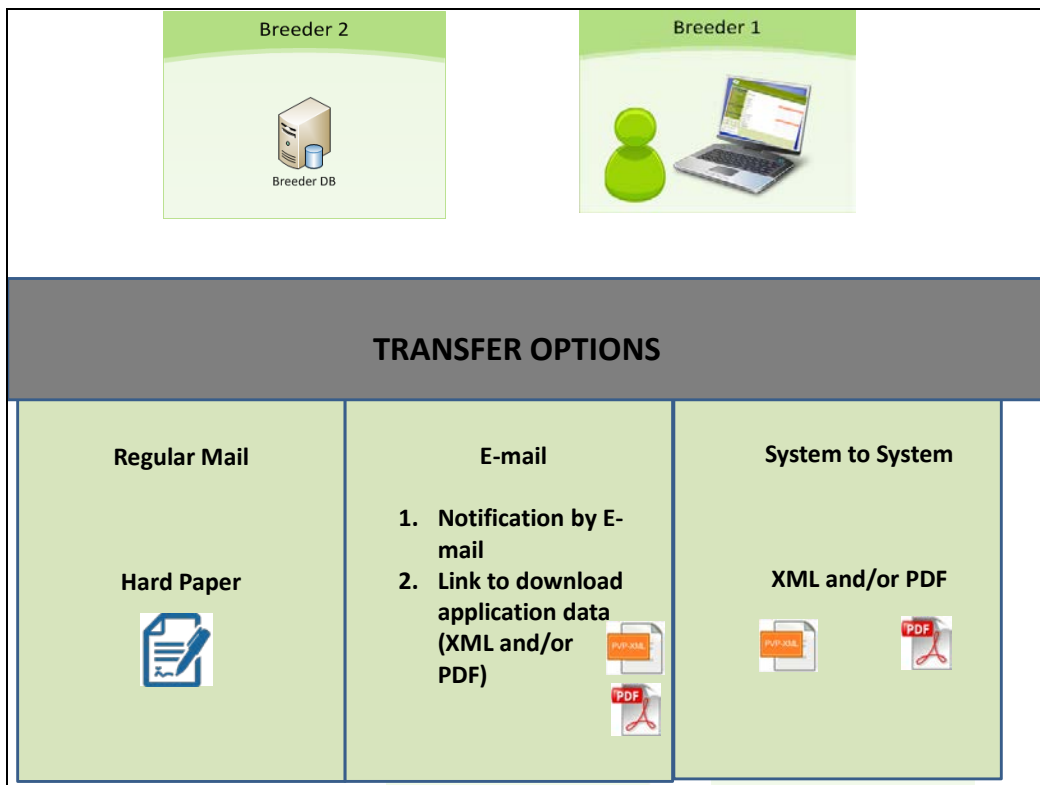 Breeder 2
Breeder 1
Breeder DB
TRANSFER OPTIONS
Regular Mail
Hard Paper
E-mail
1. Notification by E-
mail
2. Link to download
application data
(XML and/or
PDF)
PVP-XML
PDF
System to System
XML and/or PDF
PVP-XML
PDF